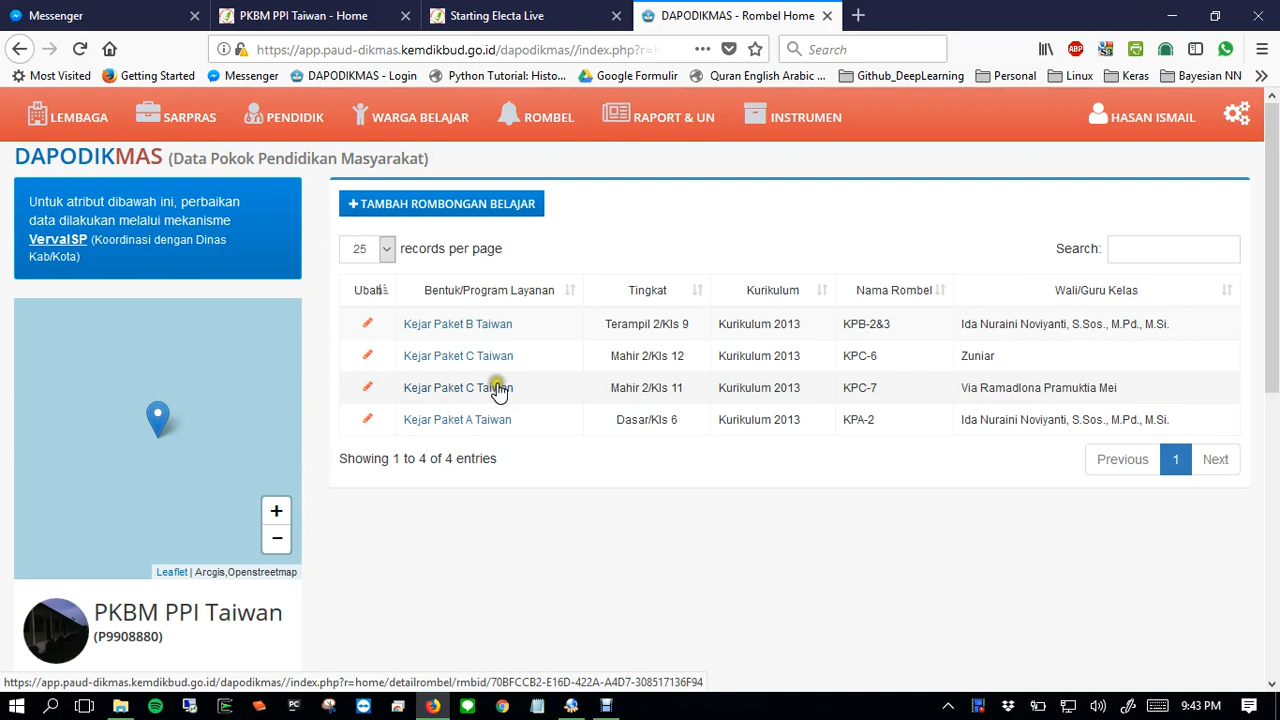 Messenger
PKBM PPI Taiwan - Home
Starting Electa Live
DAPODIKMAS - Rombel Home
https://app.paud-dikmas.kemdikbud.go.id/dapodikmas//index.php?r=h
Search
Most Visited
Getting Started
Messenger
DAPODIKMAS - Login
Python Tutorial: Histo...
Google Formulir
Quran English Arabic ...
Github_DeepLearning
Personal
Linux
Keras
Bayesian NN
LEMBAGA
SARPRAS
PENDIDIK
WARGA BELAJAR
ROMBEL
RAPORT & UN
INSTRUMEN
HASAN ISMAIL
DAPODIKMAS (Data Pokok Pendidikan Masyarakat)
Untuk atribut dibawah ini, perbaikan
data dilakukan melalui mekanisme
VervalSP (Koordinasi dengan Dinas
Kab/Kota)
+ TAMBAH ROMBONGAN BELAJAR
25 records per page
Search:
Ubah Bentuk/Program Layanan Tingkat Kurikulum Nama Rombel Wali/Guru Kelas
Kejar Paket B Taiwan Terampil 2/Kls 9 Kurikulum 2013 KPB-2&3 Ida Nuraini Noviyanti, S.Sos., M.Pd., M.Si.
Kejar Paket C Taiwan Mahir 2/Kls 12 Kurikulum 2013 KPC-6 Zuniar
Kejar Paket C Taiwan Mahir 2/Kls 11 Kurikulum 2013 KPC-7 Via Ramadlona Pramuktia Mei
Kejar Paket A Taiwan Dasar/Kls 6 Kurikulum 2013 KPA-2 Ida Nuraini Noviyanti, S.Sos., M.Pd., M.Si.
Showing 1 to 4 of 4 entries
Previous 1 Next
+
−
Leaflet | Arcgis,Openstreetmap
PKBM PPI Taiwan
(P9908880)
https://app.paud-dikmas.kemdikbud.go.id/dapodikmas//index.php?r=home/detailrombel/rmbid/70BFCCB2-E16D-422A-A4D7-308517136F94
9:43 PM